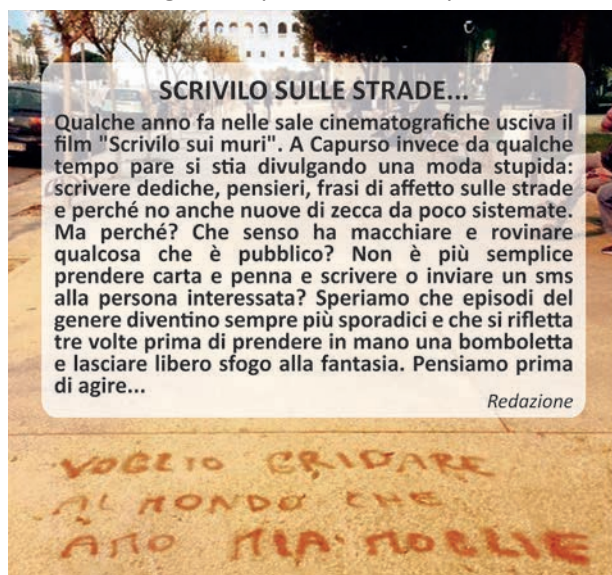 SCRIVILO SULLE STRADE...
Qualche anno fa nelle sale cinematografiche usciva il
film "Scrivilo sui muri". A Capurso invece da qualche
tempo pare si stia divulgando una moda stupida:
scrivere dediche, pensieri, frasi di affetto sulle strade
e perché no anche nuove di zecca da poco sistemate.
Ma perché? Che senso ha macchiare e rovinare
qualcosa che è pubblico? Non è più semplice
prendere carta e penna e scrivere o inviare un sms
alla persona interessata? Speriamo che episodi del
genere diventino sempre più sporadici e che si rifletta
tre volte prima di prendere in mano una bomboletta
e lasciare libero sfogo alla fantasia. Pensiamo prima
di agire...
Redazione
VOGLIO GRIDARE
AL MONDO CHE
AMO MIA MOGLIE